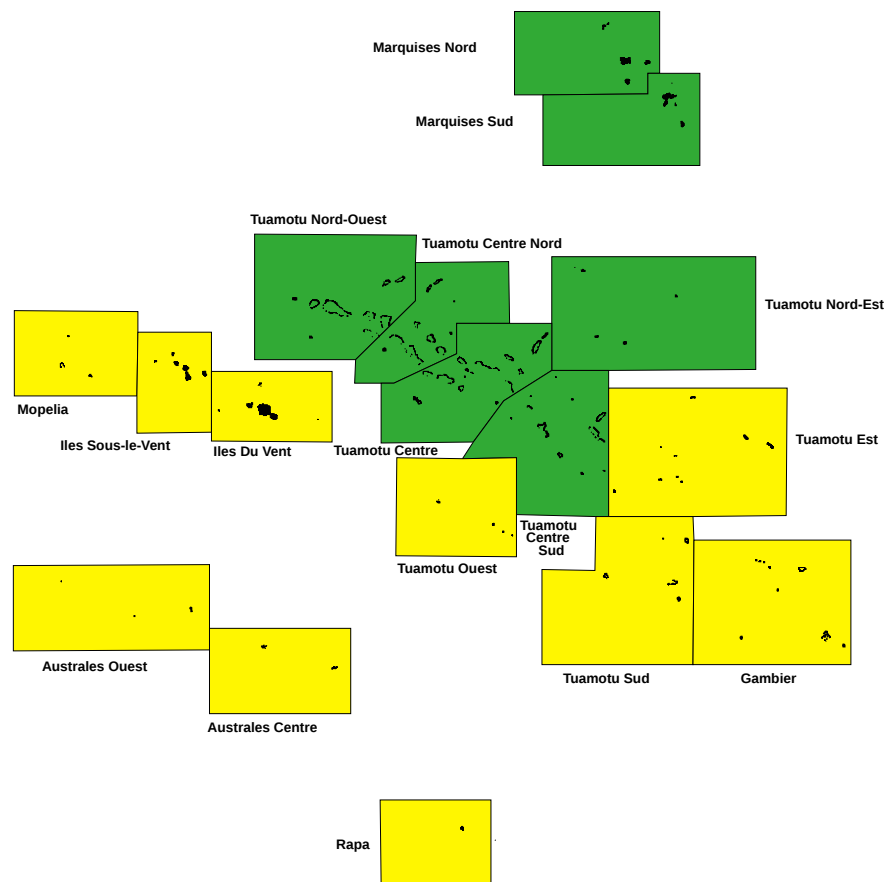 Marquises Nord
Marquises Sud
Tuamotu Nord-Ouest
Tuamotu Centre Nord
Tuamotu Nord-Est
Mopelia
Iles Sous-le-Vent
Iles Du Vent
Tuamotu Centre
Tuamotu Est
Tuamotu Ouest
Tuamotu
Centre
Sud
Australes Ouest
Australes Centre
Tuamotu Sud
Gambier
Rapa